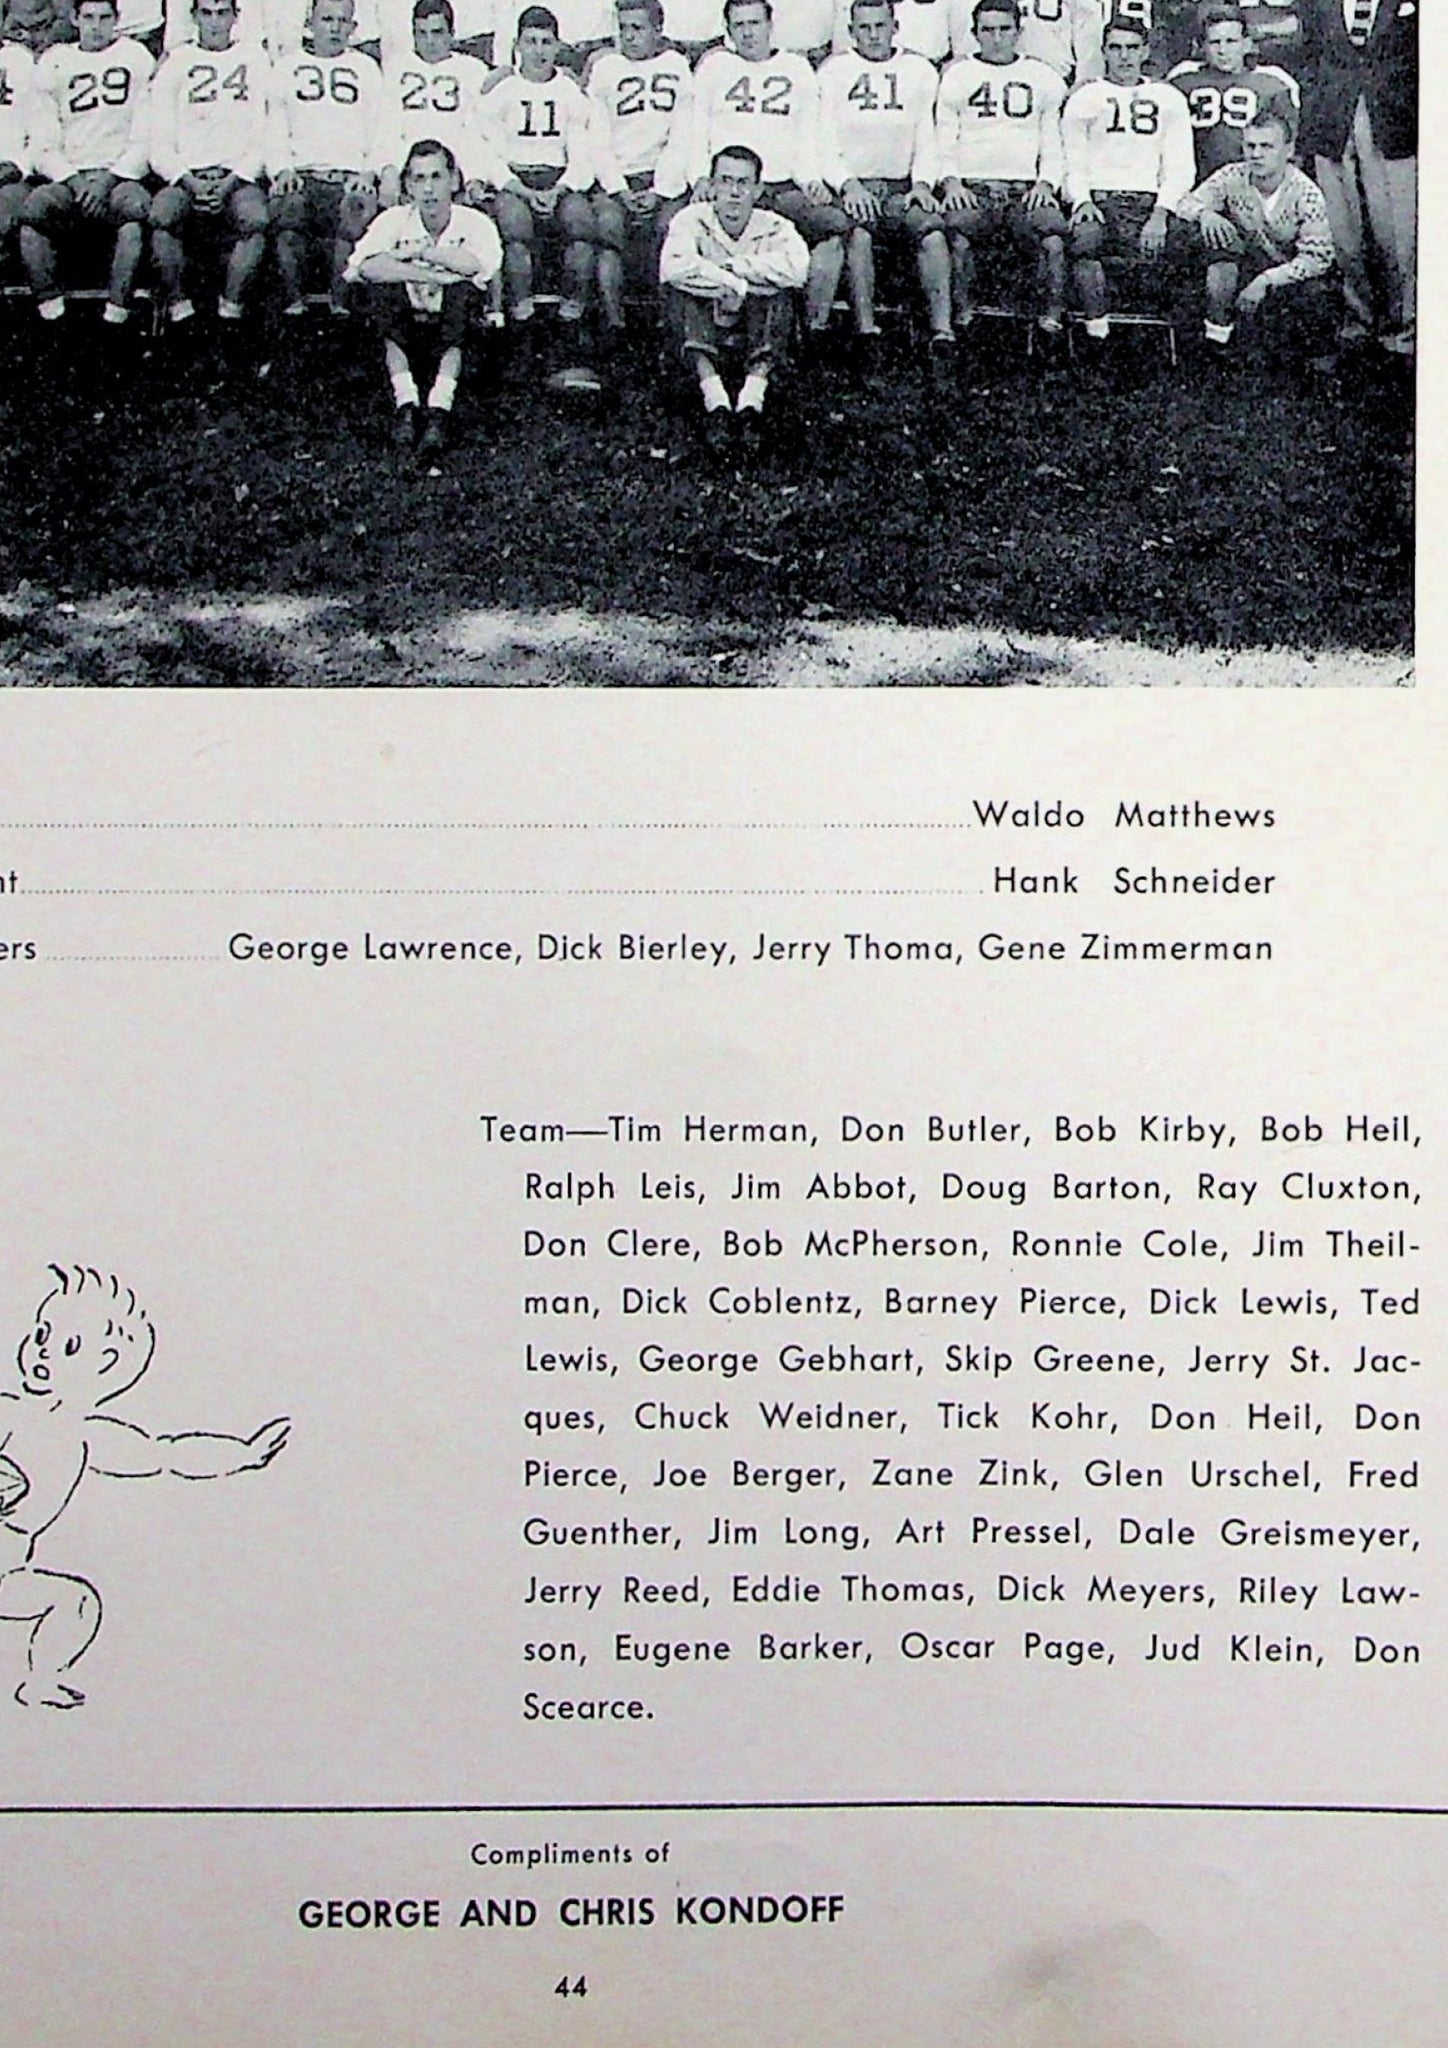 29 24 36 23 11 25 42 41 40 18 39
Waldo Matthews
Hank Schneider
George Lawrence, Dick Bierley, Jerry Thoma, Gene Zimmerman
Team—Tim Herman, Don Butler, Bob Kirby, Bob Heil,
Ralph Leis, Jim Abbot, Doug Barton, Ray Cluxton,
Don Clere, Bob McPherson, Ronnie Cole, Jim Theil-
man, Dick Coblentz, Barney Pierce, Dick Lewis, Ted
Lewis, George Gebhart, Skip Greene, Jerry St. Jac-
ques, Chuck Weidner, Tick Kohr, Don Heil, Don
Pierce, Joe Berger, Zane Zink, Glen Urschel, Fred
Guenther, Jim Long, Art Pressel, Dale Greismeyer,
Jerry Reed, Eddie Thomas, Dick Meyers, Riley Law-
son, Eugene Barker, Oscar Page, Jud Klein, Don
Scearce.
Compliments of
GEORGE AND CHRIS KONDOFF
44